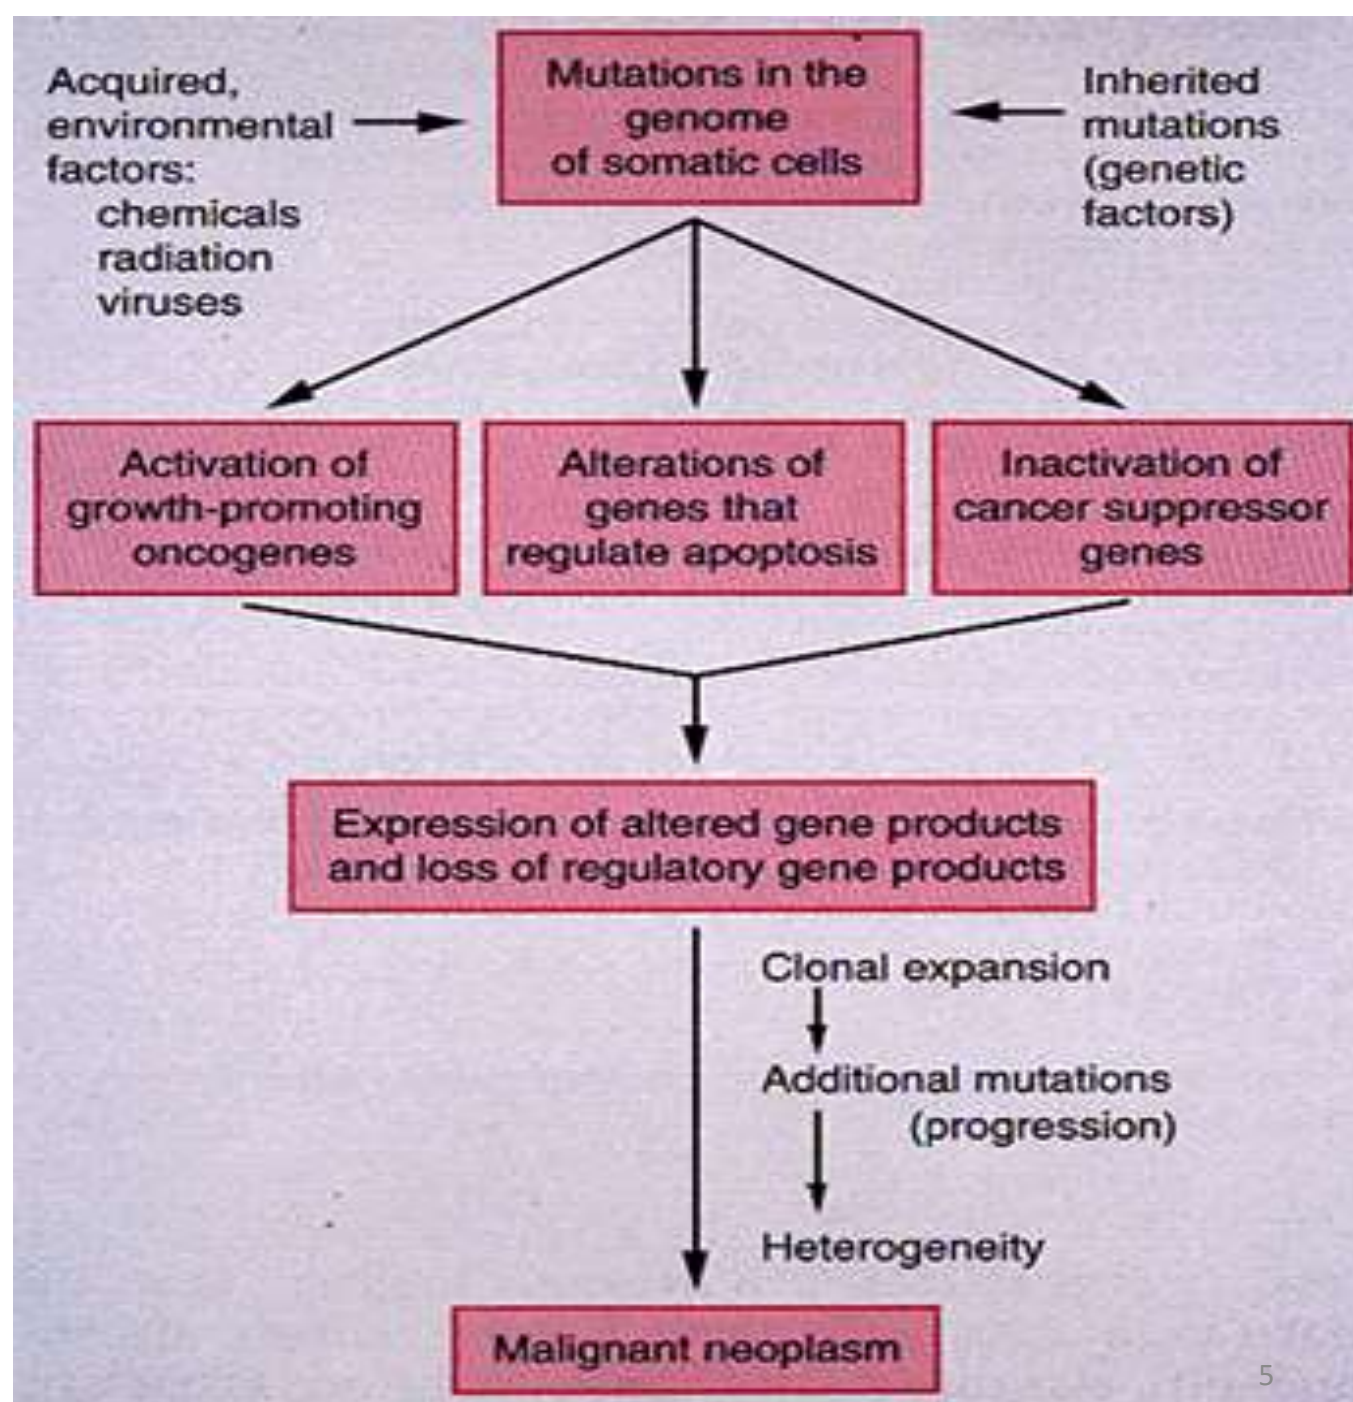 Acquired,
environmental
factors:
chemicals
radiation
viruses
Mutations in the
genome
of somatic cells
Inherited
mutations
(genetic
factors)
Activation of
growth-promoting
oncogenes
Alterations of
genes that
regulate apoptosis
Inactivation of
cancer suppressor
genes
Expression of altered gene products
and loss of regulatory gene products
Clonal expansion
Additional mutations
(progression)
Heterogeneity
Malignant neoplasm
5